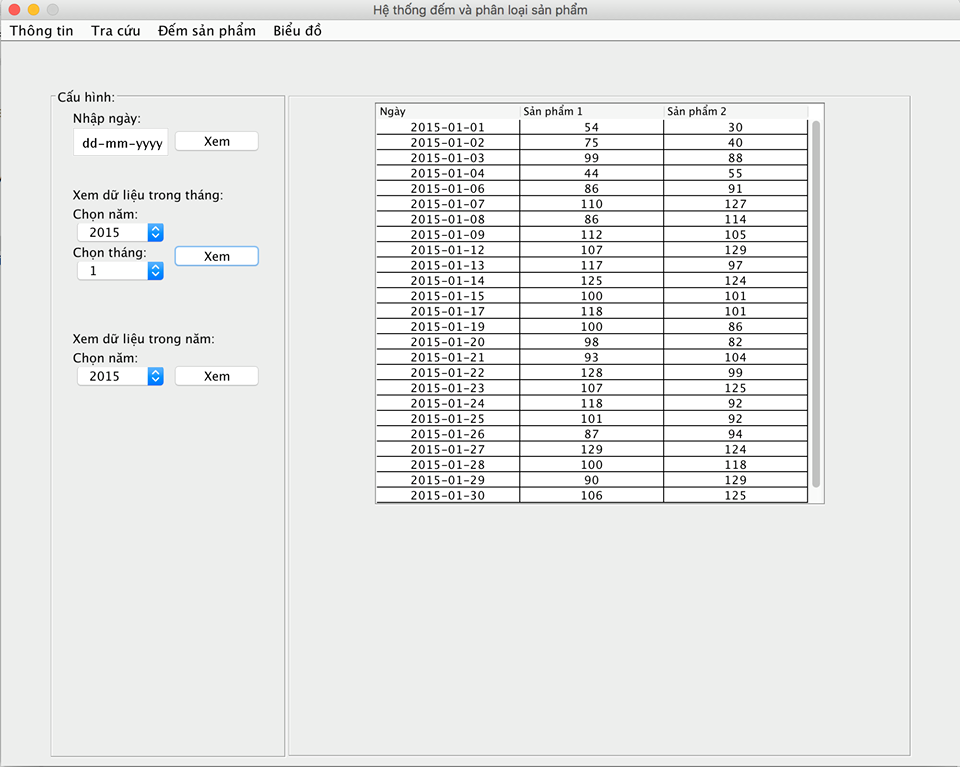 Hệ thống đếm và phân loại sản phẩm
Thông tin Tra cứu Đếm sản phẩm Biểu đồ
Cấu hình:
Nhập ngày:
dd-mm-yyyy Xem
Xem dữ liệu trong tháng:
Chọn năm:
2015
Chọn tháng:
1
Xem
Xem dữ liệu trong năm:
Chọn năm:
2015 Xem
Ngày Sản phẩm 1 Sản phẩm 2
2015-01-01 54 30
2015-01-02 75 40
2015-01-03 99 88
2015-01-04 44 55
2015-01-06 86 91
2015-01-07 110 127
2015-01-08 86 114
2015-01-09 112 105
2015-01-12 107 129
2015-01-13 117 97
2015-01-14 125 124
2015-01-15 100 101
2015-01-17 118 101
2015-01-19 100 86
2015-01-20 98 82
2015-01-21 93 104
2015-01-22 128 99
2015-01-23 107 125
2015-01-24 118 92
2015-01-25 101 92
2015-01-26 87 94
2015-01-27 129 124
2015-01-28 100 118
2015-01-29 90 129
2015-01-30 106 125